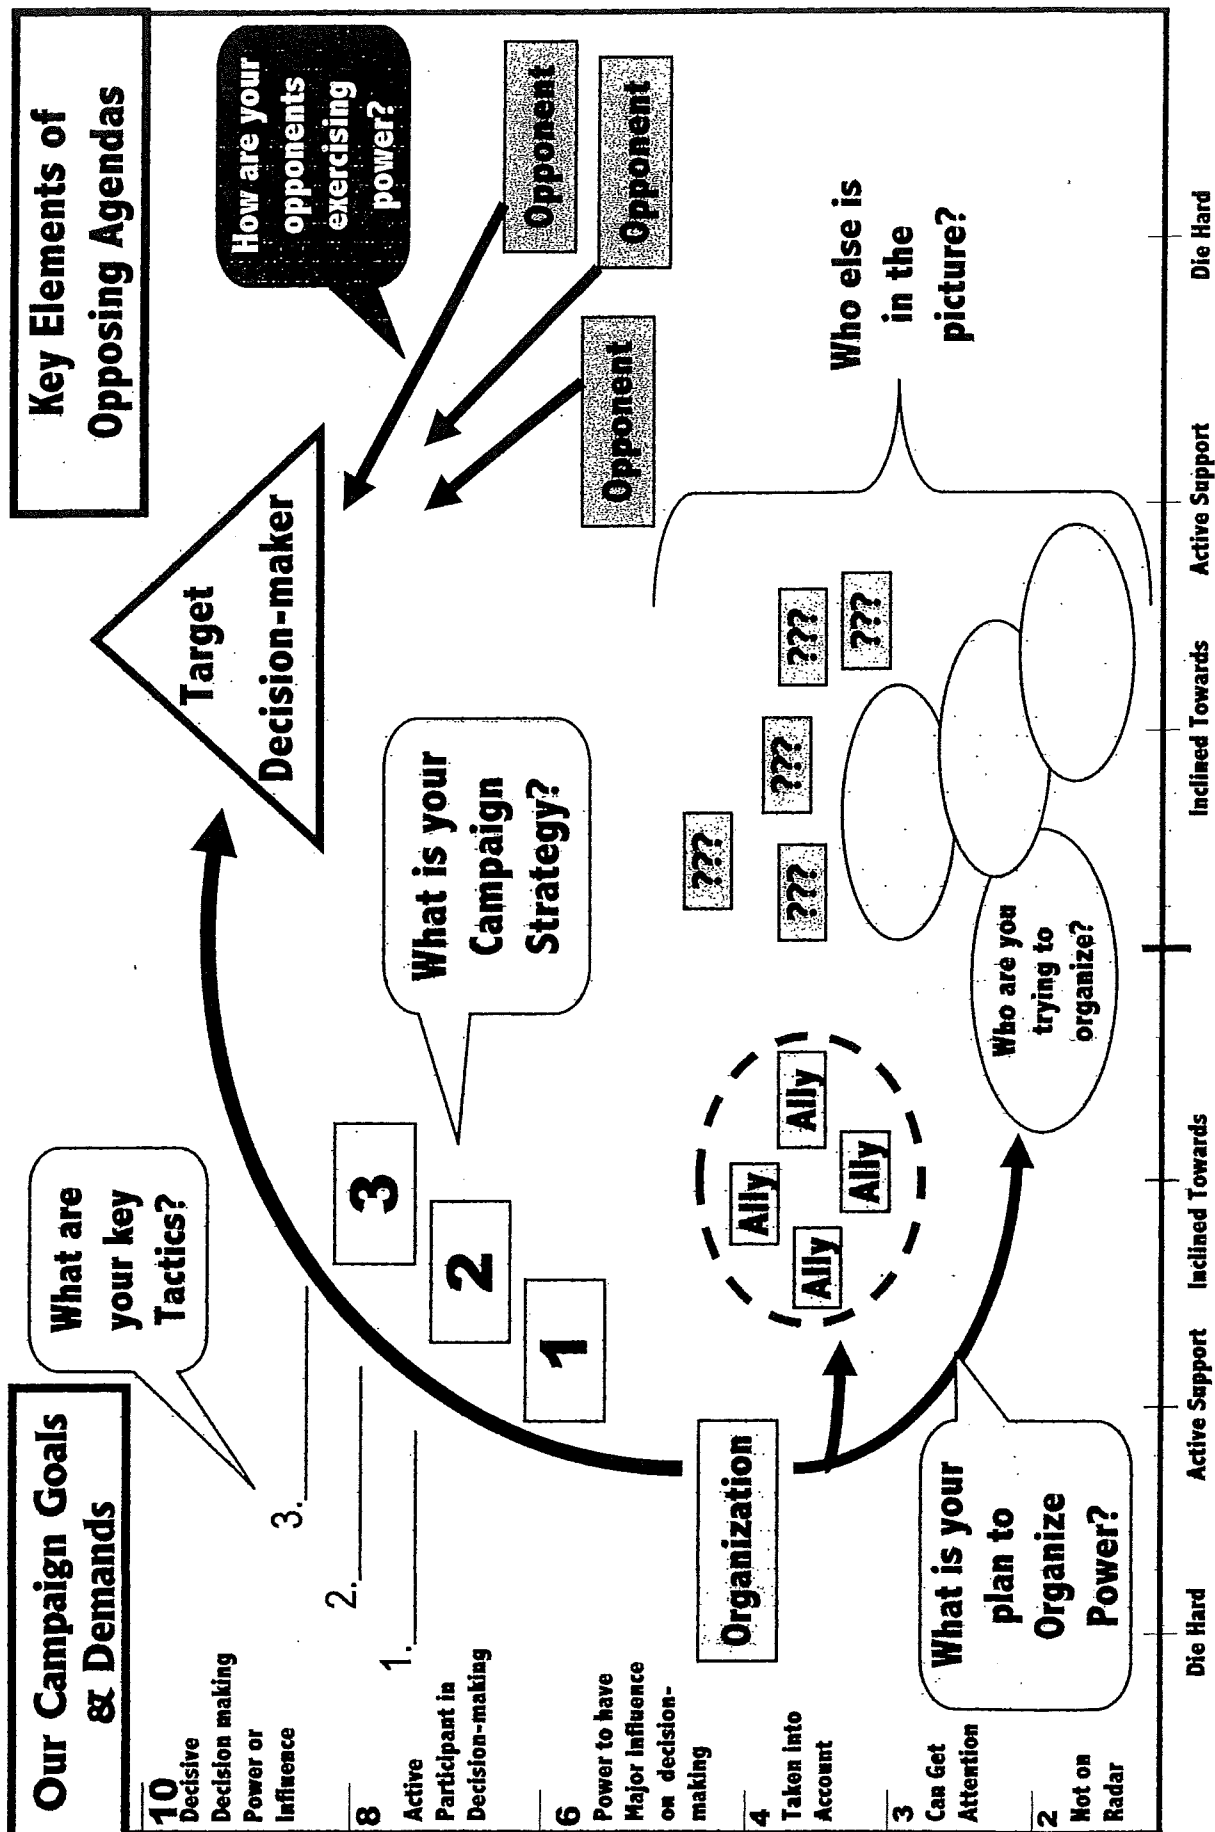 Our Campaign Goals
& Demands
Key Elements of
Opposing Agendas
What are
your key
Tactics?
Target
Decision-maker
How are your
opponents
exercising
power?
10
Decisive
Decision making
Power or
Influence
8
Active
Participant in
Decision-making
6
Power to have
Major Influence
on decision-
making
4
Taken into
Account
3
Can Get
Attention
2
Not on
Radar
3.
2.
1.
3
2
1
What is your
Campaign
Strategy?
Opponent
Opponent
Opponent
Organization
Ally
Ally
Ally
Ally
???
???
???
???
???
Who else is
in the
picture?
Who are you
trying to
organize?
What is your
plan to
Organize
Power?
Die Hard
Active Support
Inclined Towards
Inclined Towards
Active Support
Die Hard